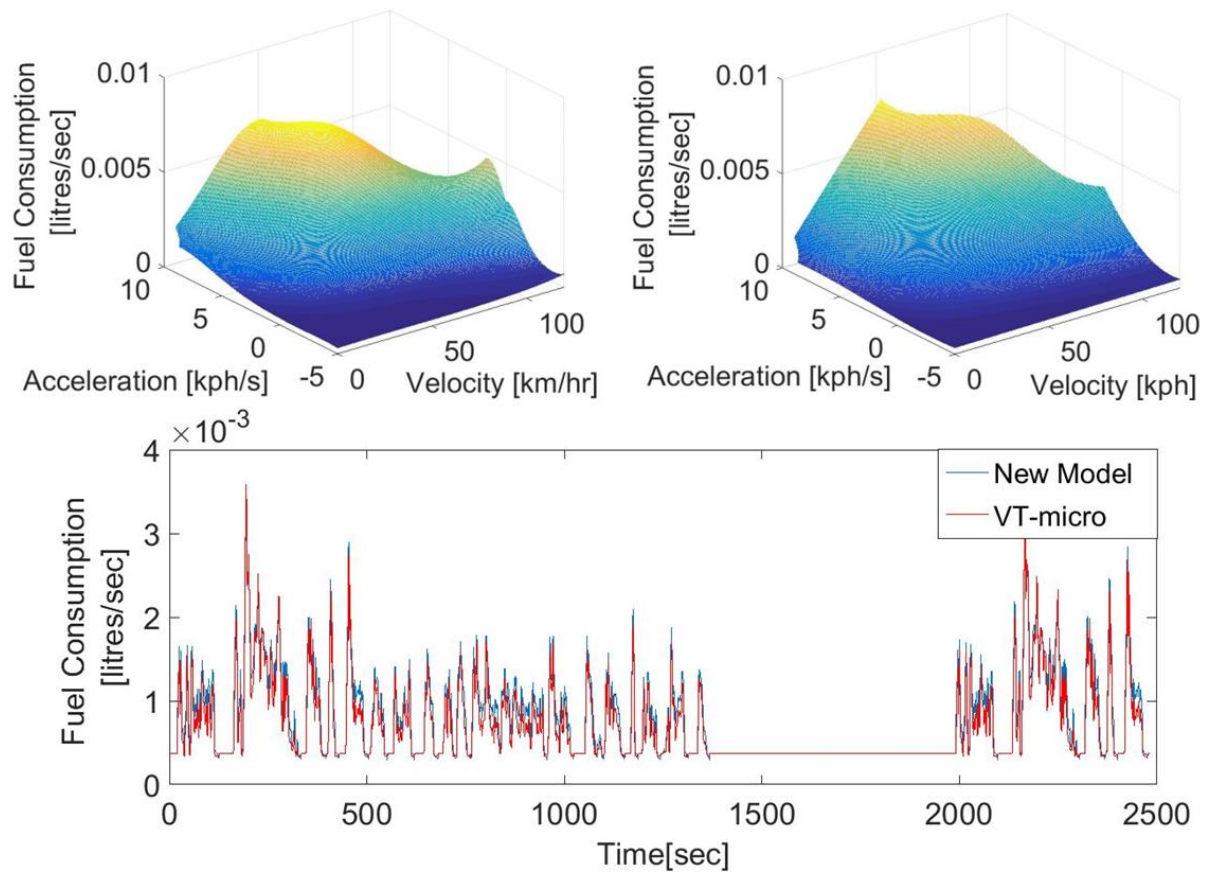 Fuel Consumption
[litres/sec]
0.01
0.005
0
10
5
0
-5
Acceleration [kph/s]
0
50
100
Velocity [km/hr]
Fuel Consumption
[litres/sec]
0.01
0.005
0
10
5
0
-5
Acceleration [kph/s]
0
50
100
Velocity [kph]
×10-3
Fuel Consumption
[litres/sec]
4
3
2
1
0
New Model
VT-micro
0 500 1000 1500 2000 2500
Time[sec]